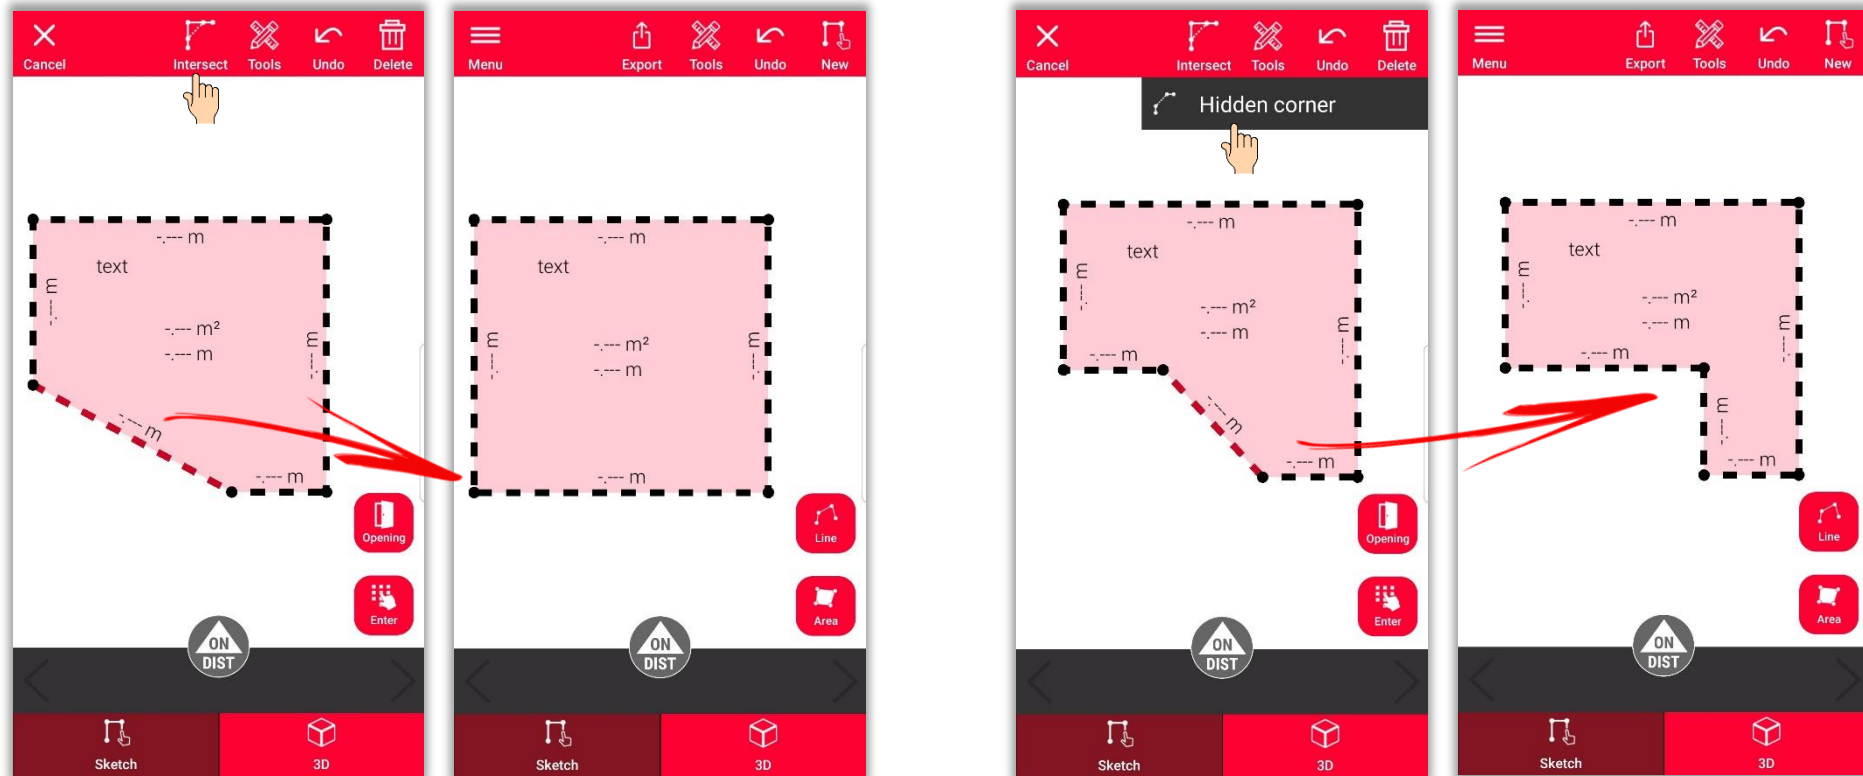 Cancel
Intersect
Tools
Undo
Delete
-.--- m
text
-.--- m
-.--- m²
-.--- m
-.--- m
-.--- m
-.--- m
Opening
Enter
ON
DIST
Sketch
3D
Menu
Export
Tools
Undo
New
-.--- m
text
-.--- m
-.--- m²
-.--- m
-.--- m
-.--- m
Line
Area
ON
DIST
Sketch
3D
Cancel
Intersect
Tools
Undo
Delete
Hidden corner
-.--- m
text
-.--- m
-.--- m²
-.--- m
-.--- m
-.--- m
-.--- m
-.--- m
Opening
Enter
ON
DIST
Sketch
3D
Menu
Export
Tools
Undo
New
-.--- m
text
-.--- m
-.--- m²
-.--- m
-.--- m
-.--- m
-.--- m
-.--- m
Line
Area
ON
DIST
Sketch
3D